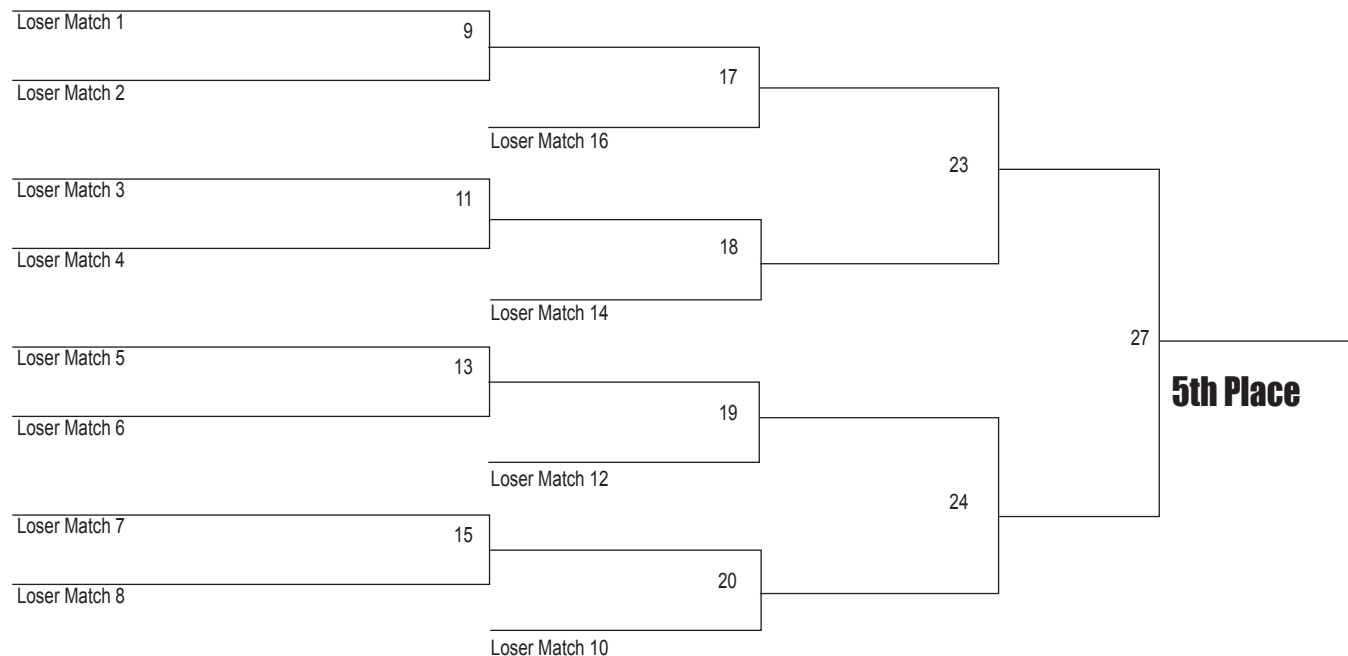 Loser Match 1
9
Loser Match 2
17
Loser Match 16
23
Loser Match 3
11
Loser Match 4
18
Loser Match 14
27
5th Place
Loser Match 5
13
Loser Match 6
19
Loser Match 12
24
Loser Match 7
15
Loser Match 8
20
Loser Match 10